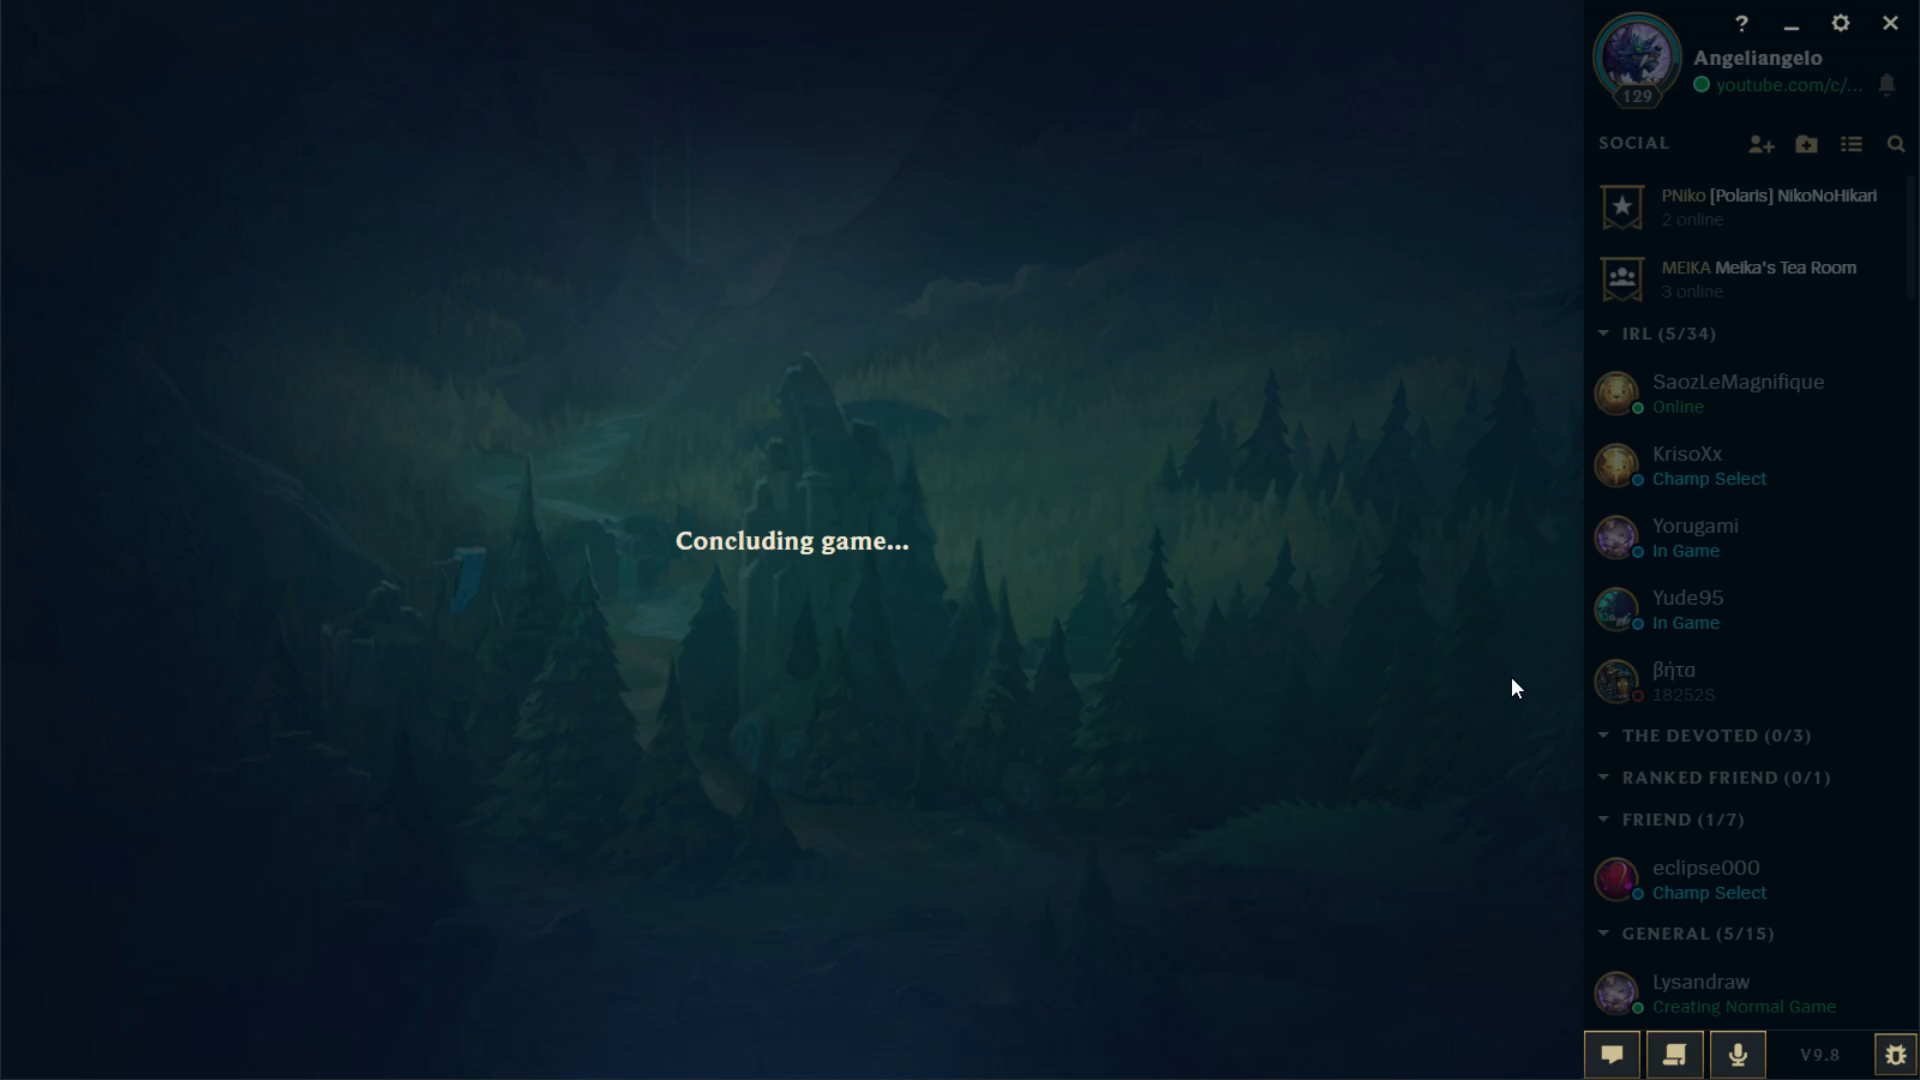 ?
Angeliangelo
youtube.com/c/...
129
SOCIAL
PNiko [Polaris] NikoNoHikari
2 online
MEIKA Meika's Tea Room
3 online
IRL (5/34)
SaozLeMagnifique
Online
KrisoXx
Champ Select
Yorugami
In Game
Concluding game...
Yude95
In Game
βήτα
18252S
THE DEVOTED (0/3)
RANKED FRIEND (0/1)
FRIEND (1/7)
eclipse000
Champ Select
GENERAL (5/15)
Lysandraw
Creating Normal Game
V9.8